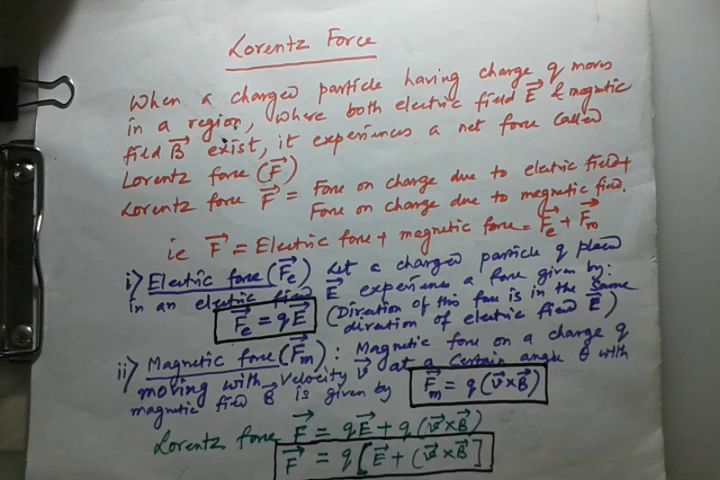 Lorentz Force
When a charged particle having charge q moves
in a region, where both electric field E⃗ & magnetic
field B⃗ exist, it experiences a net force called
Lorentz force (F⃗)
Lorentz force F⃗ = Force on charge due to electric field +
Force on charge due to magnetic field.
ie F⃗ = Electric force + magnetic force = F⃗e + F⃗m
i) Electric force (F⃗e) Let a charged particle q placed
in an electric field E⃗ experiences a force given by:
F⃗e = qE⃗ (Direction of this force is in the same
direction of electric field E⃗)
ii) Magnetic force (F⃗m) : Magnetic force on a charge q
moving with velocity v⃗ at a certain angle θ with
magnetic field B⃗ is given by F⃗m = q(v⃗×B⃗)
Lorentz force F⃗ = qE⃗ + q(v⃗×B⃗)
F⃗ = q[E⃗ + (v⃗×B⃗]